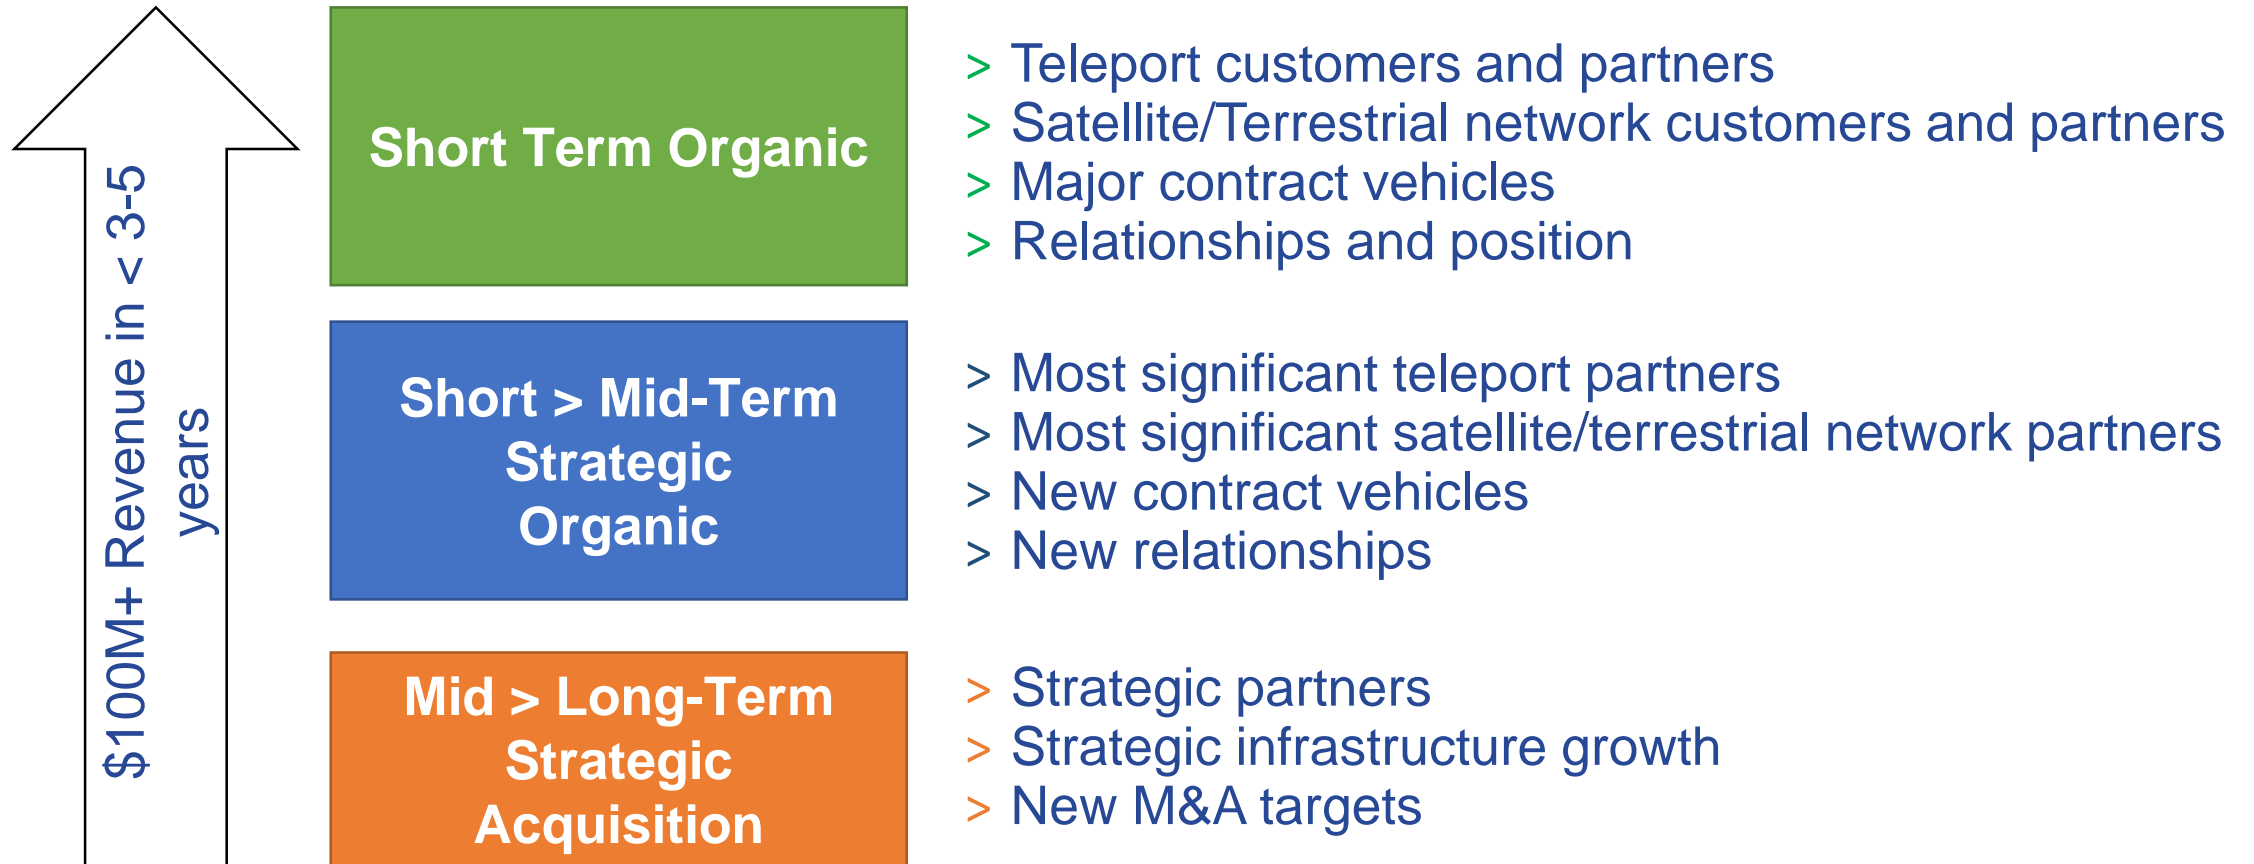 $100M+ Revenue in < 3-5
years
Short Term Organic
> Teleport customers and partners
> Satellite/Terrestrial network customers and partners
> Major contract vehicles
> Relationships and position
Short > Mid-Term
Strategic
Organic
> Most significant teleport partners
> Most significant satellite/terrestrial network partners
> New contract vehicles
> New relationships
Mid > Long-Term
Strategic
Acquisition
> Strategic partners
> Strategic infrastructure growth
> New M&A targets